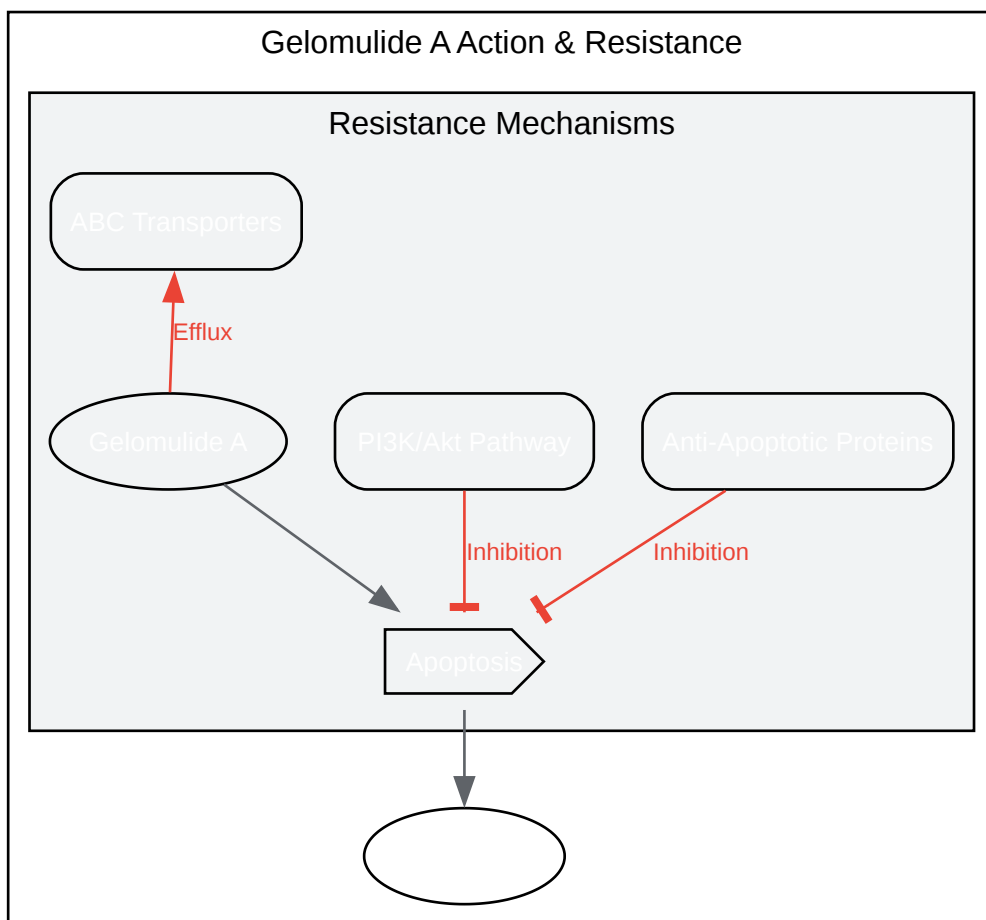 Gelomulide A Action & Resistance
Resistance Mechanisms
ABC Transporters
Efflux
Gelomulide A
PI3K/Akt Pathway
Anti-Apoptotic Proteins
Inhibition
Inhibition
Apoptosis